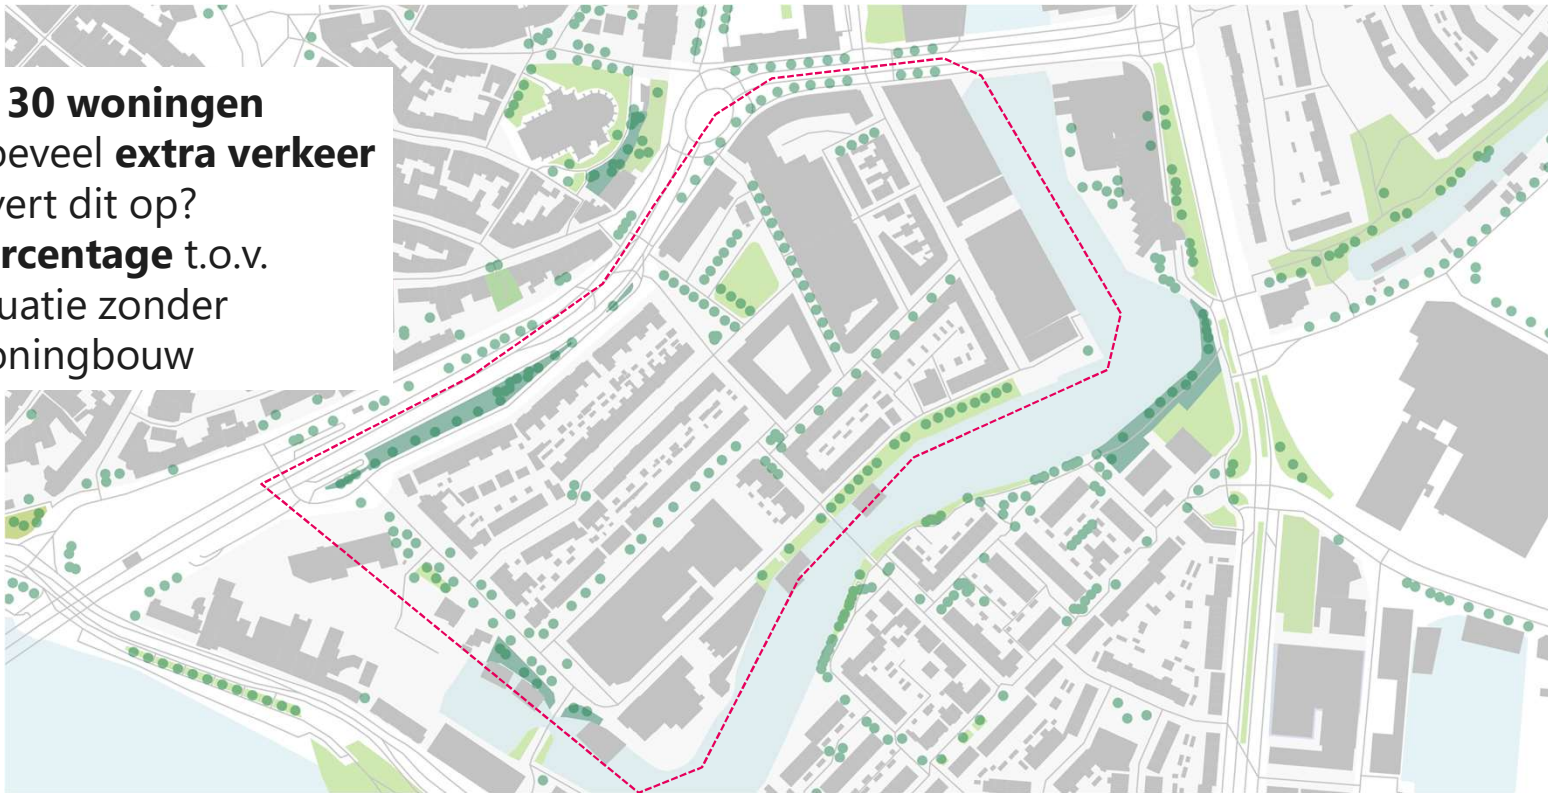 30 woningen
eveel extra verkeer
vert dit op?
rcentage t.o.v.
uatie zonder
oningbouw